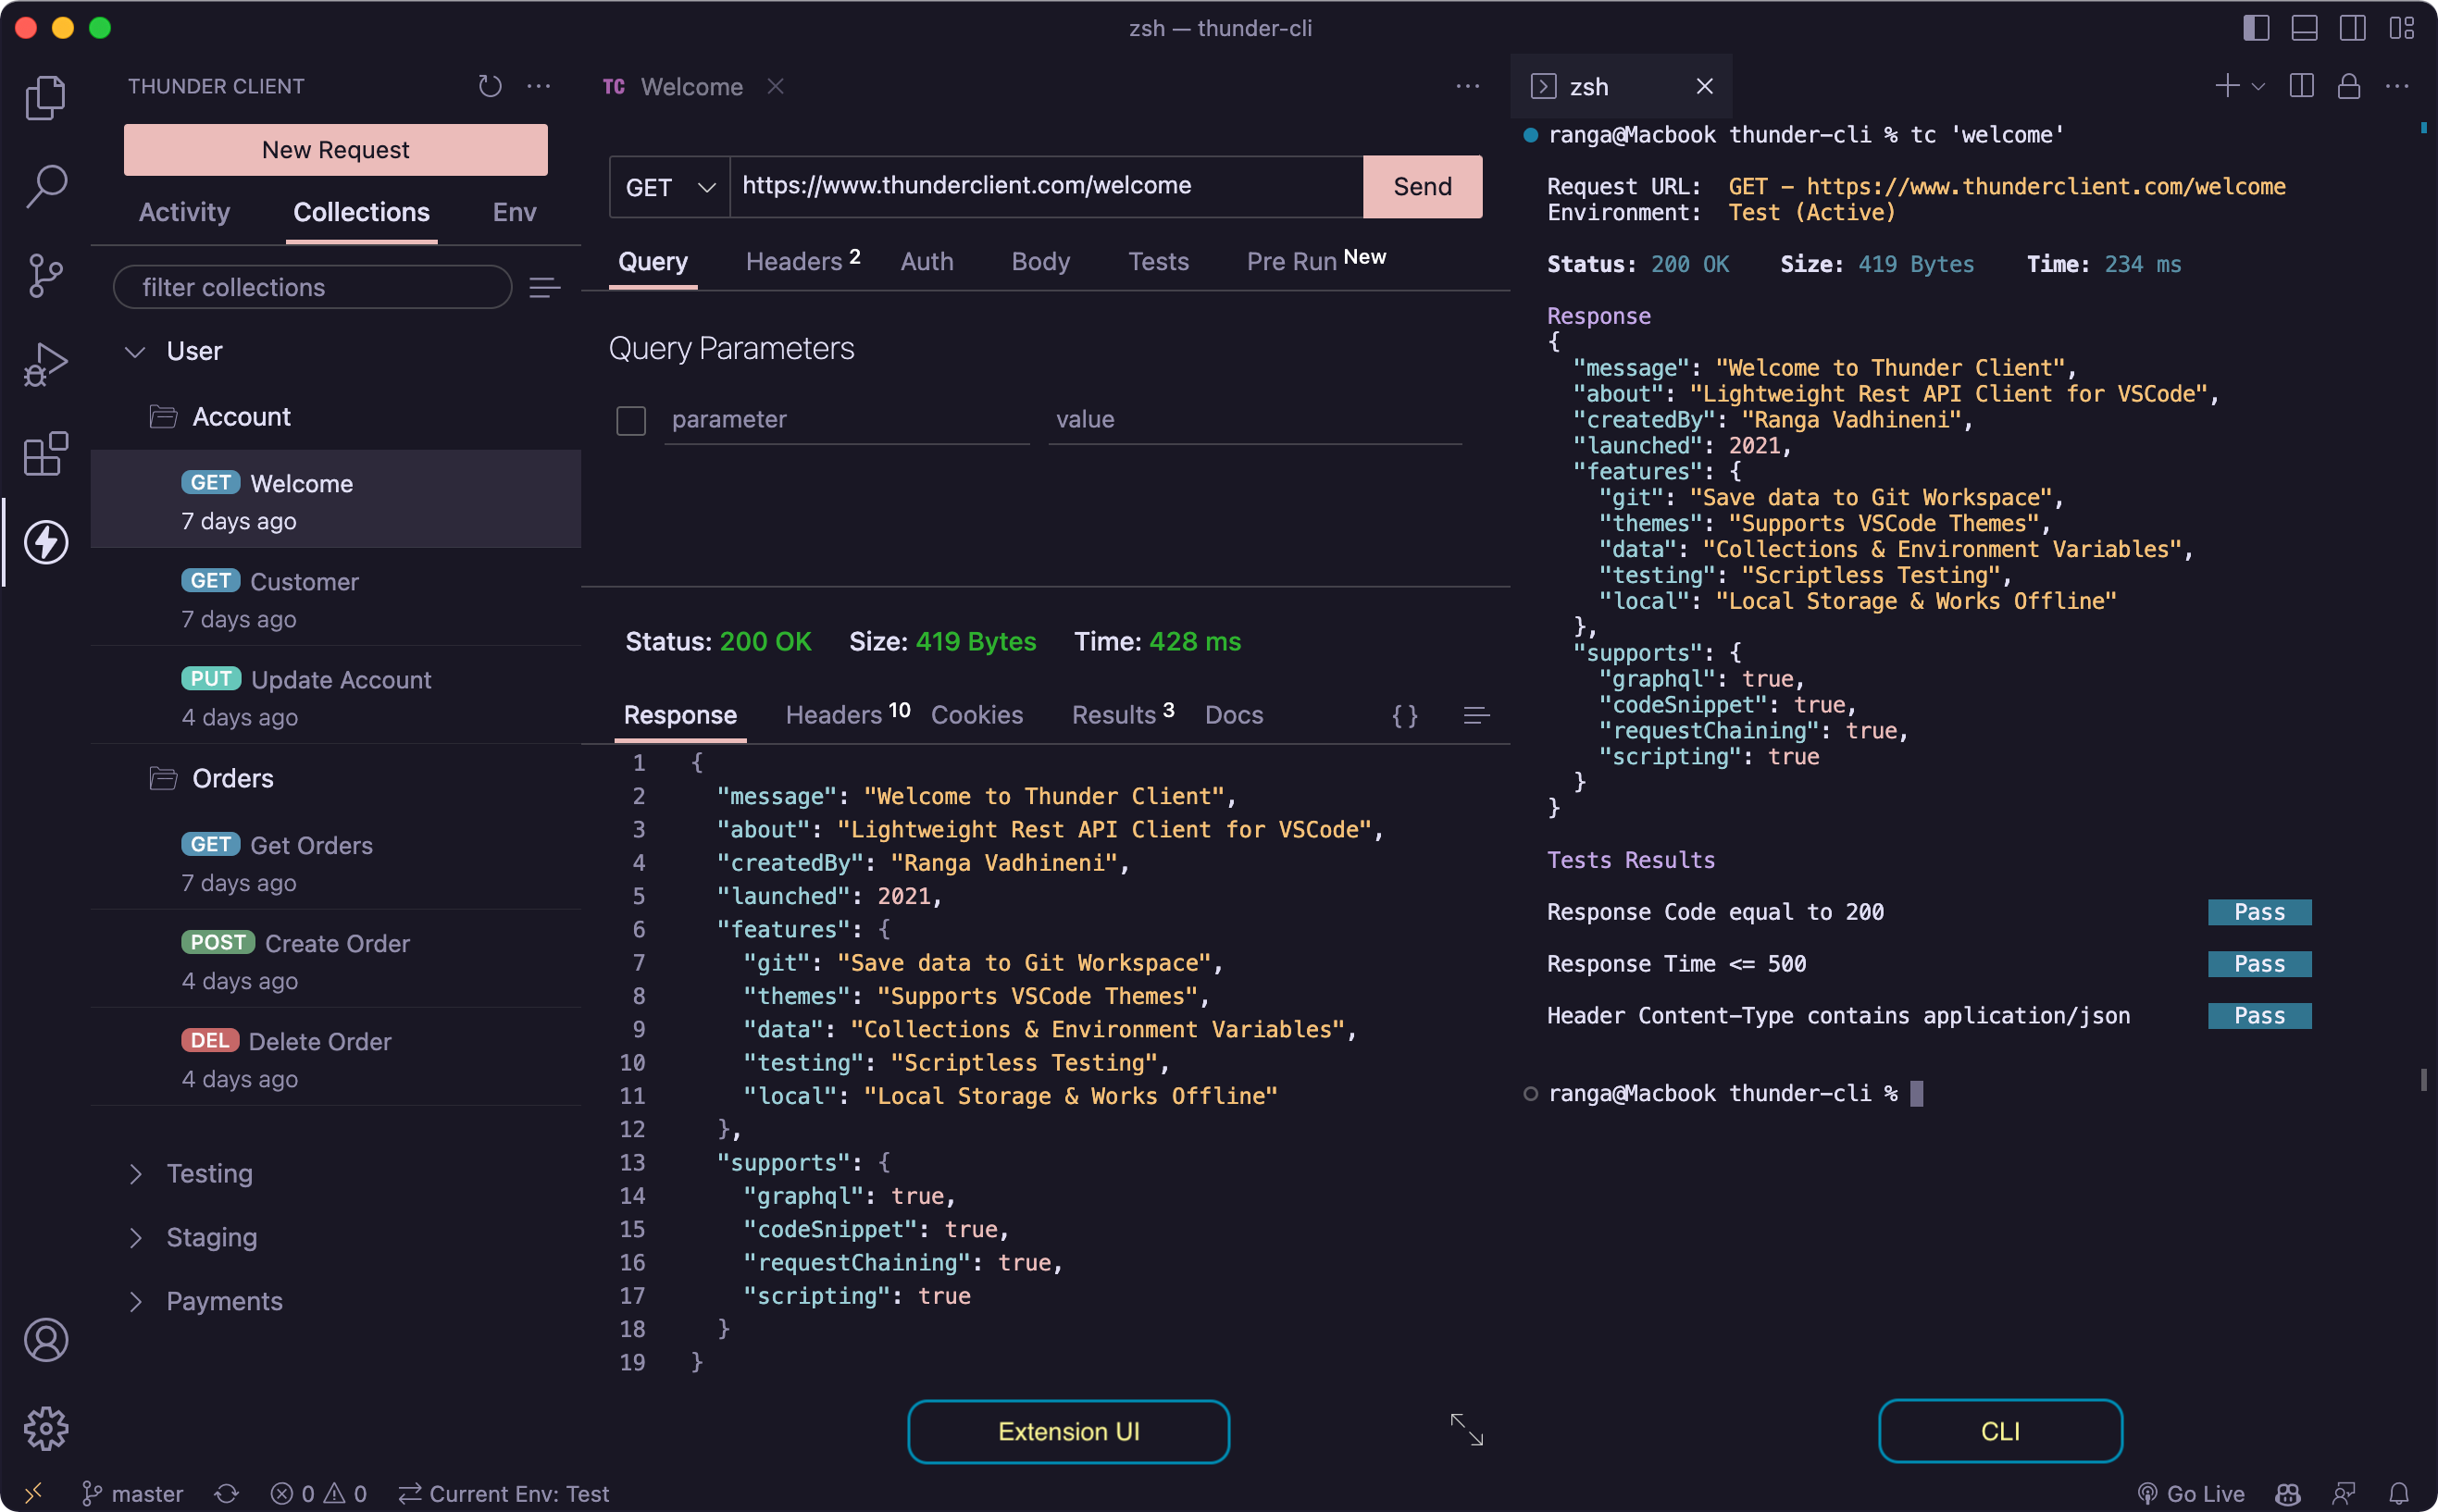 zsh — thunder-cli
THUNDER CLIENT
New Request
Activity Collections Env
filter collections
User
Account
GET Welcome
7 days ago
GET Customer
7 days ago
PUT Update Account
4 days ago
Orders
GET Get Orders
7 days ago
POST Create Order
4 days ago
DEL Delete Order
4 days ago
Testing
Staging
Payments
TC Welcome
GET https://www.thunderclient.com/welcome Send
Query Headers 2 Auth Body Tests Pre Run New
Query Parameters
parameter value
Status: 200 OK Size: 419 Bytes Time: 428 ms
Response Headers 10 Cookies Results 3 Docs {}
1 {
2 "message": "Welcome to Thunder Client",
3 "about": "Lightweight Rest API Client for VSCode",
4 "createdBy": "Ranga Vadhineni",
5 "launched": 2021,
6 "features": {
7 "git": "Save data to Git Workspace",
8 "themes": "Supports VSCode Themes",
9 "data": "Collections & Environment Variables",
10 "testing": "Scriptless Testing",
11 "local": "Local Storage & Works Offline"
12 },
13 "supports": {
14 "graphql": true,
15 "codeSnippet": true,
16 "requestChaining": true,
17 "scripting": true
18 }
19 }
Extension UI
zsh
ranga@Macbook thunder-cli % tc 'welcome'
Request URL: GET - https://www.thunderclient.com/welcome
Environment: Test (Active)
Status: 200 OK Size: 419 Bytes Time: 234 ms
Response
{
"message": "Welcome to Thunder Client",
"about": "Lightweight Rest API Client for VSCode",
"createdBy": "Ranga Vadhineni",
"launched": 2021,
"features": {
"git": "Save data to Git Workspace",
"themes": "Supports VSCode Themes",
"data": "Collections & Environment Variables",
"testing": "Scriptless Testing",
"local": "Local Storage & Works Offline"
},
"supports": {
"graphql": true,
"codeSnippet": true,
"requestChaining": true,
"scripting": true
}
}
Tests Results
Response Code equal to 200 Pass
Response Time <= 500 Pass
Header Content-Type contains application/json Pass
ranga@Macbook thunder-cli %
CLI
master 0 0 Current Env: Test Go Live